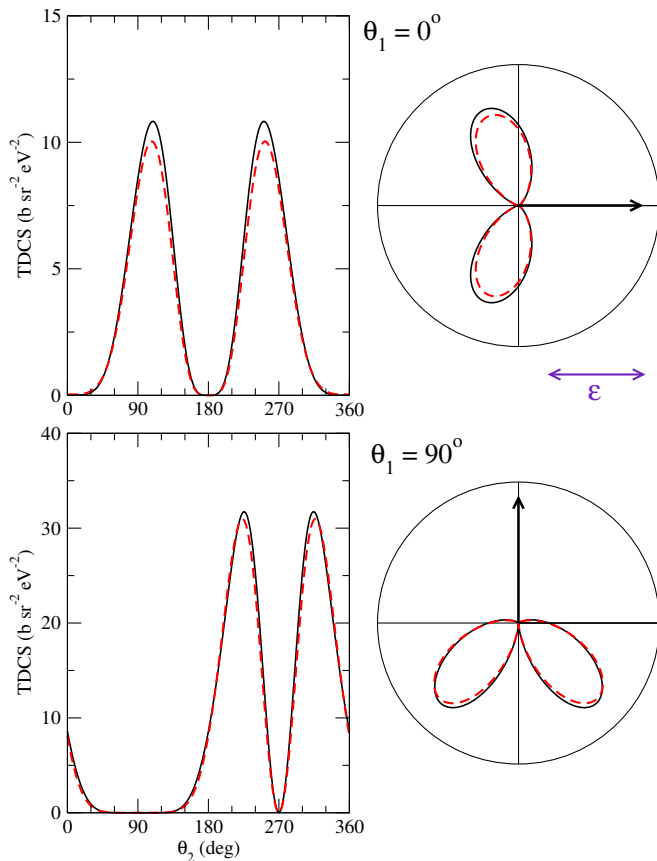 15
10
5
0
TDCS (b sr⁻² eV⁻²)
0 90 180 270 360
θ₁ = 0°
ε
40
30
20
10
0
TDCS (b sr⁻² eV⁻²)
0 90 180 270 360
θ₂ (deg)
θ₁ = 90°